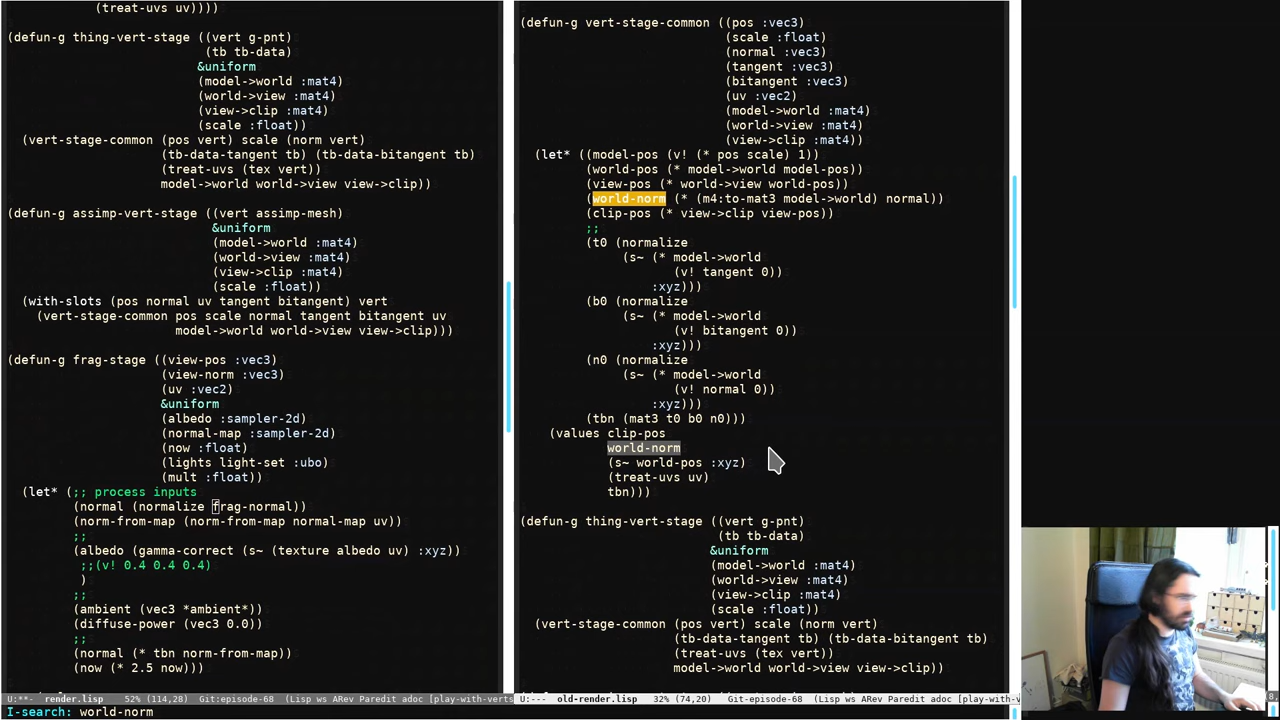 (treat-uvs uv))))
(defun-g thing-vert-stage ((vert g-pnt)
(tb tb-data)
&uniform
(model->world :mat4)
(world->view :mat4)
(view->clip :mat4)
(scale :float))
(vert-stage-common (pos vert) scale (norm vert)
(tb-data-tangent tb) (tb-data-bitangent tb)
(treat-uvs (tex vert))
model->world world->view view->clip))
(defun-g assimp-vert-stage ((vert assimp-mesh)
&uniform
(model->world :mat4)
(world->view :mat4)
(view->clip :mat4)
(scale :float))
(with-slots (pos normal uv tangent bitangent) vert
(vert-stage-common pos scale normal tangent bitangent uv
model->world world->view view->clip)))
(defun-g frag-stage ((view-pos :vec3)
(view-norm :vec3)
(uv :vec2)
&uniform
(albedo :sampler-2d)
(normal-map :sampler-2d)
(now :float)
(lights light-set :ubo)
(mult :float))
(let* (;; process inputs
(normal (normalize frag-normal))
(norm-from-map (norm-from-map normal-map uv))
;;
(albedo (gamma-correct (s~ (texture albedo uv) :xyz))
;;(v! 0.4 0.4 0.4)
)
;;
(ambient (vec3 *ambient*))
(diffuse-power (vec3 0.0))
;;
(normal (* tbn norm-from-map))
(now (* 2.5 now)))
U:**- render.lisp 52% (114,28) Git:episode-68 (Lisp ws ARev Paredit adoc [play-with-verts
I-search: world-norm
(defun-g vert-stage-common ((pos :vec3)
(scale :float)
(normal :vec3)
(tangent :vec3)
(bitangent :vec3)
(uv :vec2)
(model->world :mat4)
(world->view :mat4)
(view->clip :mat4))
(let* ((model-pos (v! (* pos scale) 1))
(world-pos (* model->world model-pos))
(view-pos (* world->view world-pos))
(world-norm (* (m4:to-mat3 model->world) normal))
(clip-pos (* view->clip view-pos))
;;
(t0 (normalize
(s~ (* model->world
(v! tangent 0))
:xyz)))
(b0 (normalize
(s~ (* model->world
(v! bitangent 0))
:xyz)))
(n0 (normalize
(s~ (* model->world
(v! normal 0))
:xyz)))
(tbn (mat3 t0 b0 n0)))
(values clip-pos
world-norm
(s~ world-pos :xyz)
(treat-uvs uv)
tbn)))
(defun-g thing-vert-stage ((vert g-pnt)
(tb tb-data)
&uniform
(model->world :mat4)
(world->view :mat4)
(view->clip :mat4)
(scale :float))
(vert-stage-common (pos vert) scale (norm vert)
(tb-data-tangent tb) (tb-data-bitangent tb)
(treat-uvs (tex vert))
model->world world->view view->clip))
U:--- old-render.lisp 32% (74,20) Git-episode-68 (Lisp ws ARev Paredit adoc [play-with-v